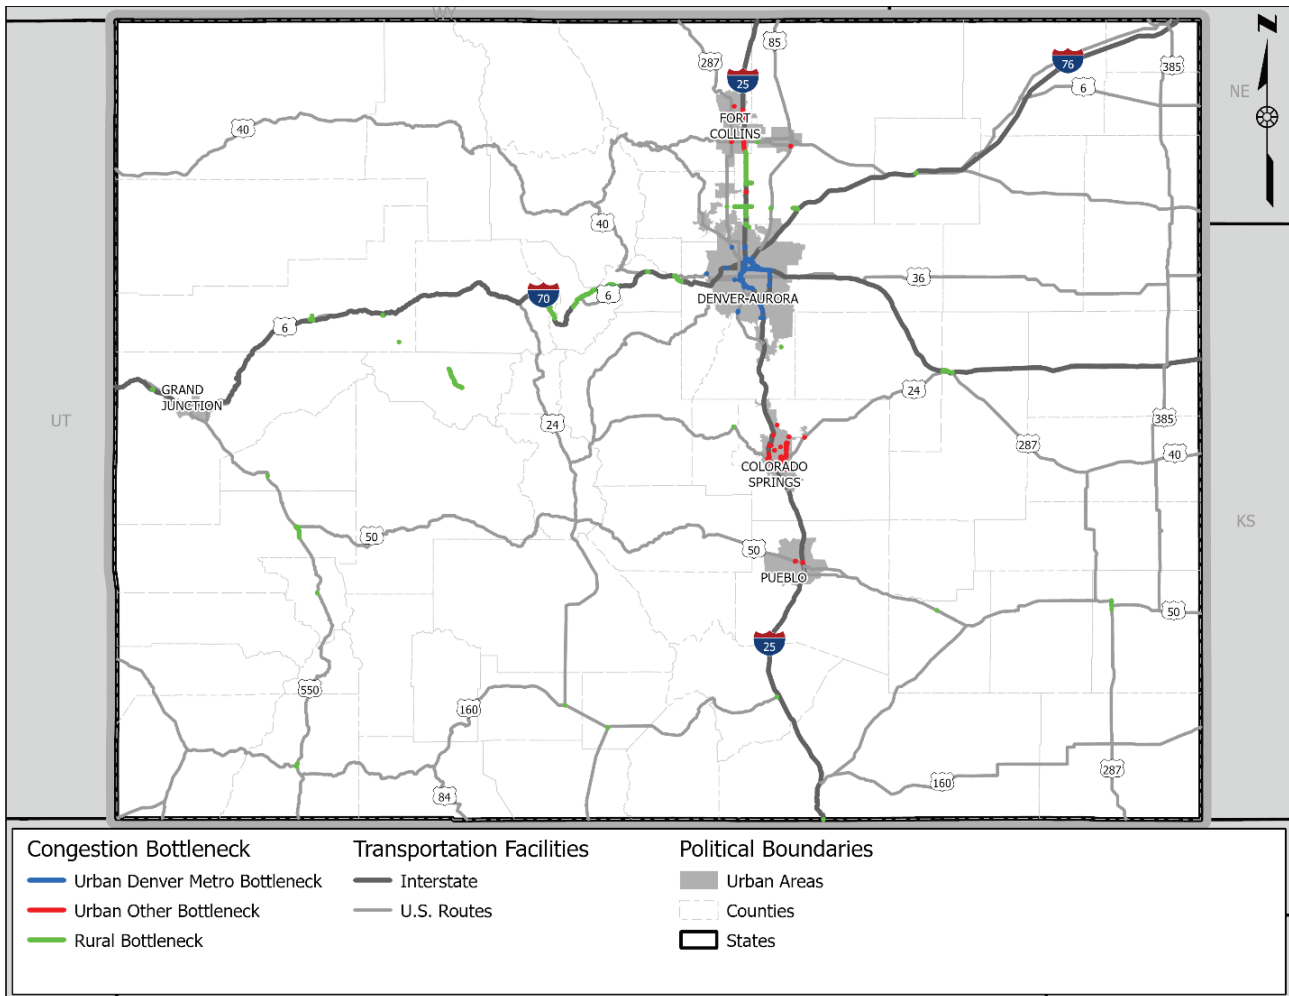 WY
N
NE
UT
KS
287
25
85
76
6
385
40
FORT
COLLINS
40
36
70
6
DENVER-AURORA
6
GRAND
JUNCTION
24
24
385
287
40
COLORADO
SPRINGS
50
50
PUEBLO
50
25
550
160
84
160
287
Congestion Bottleneck
Urban Denver Metro Bottleneck
Urban Other Bottleneck
Rural Bottleneck
Transportation Facilities
Interstate
U.S. Routes
Political Boundaries
Urban Areas
Counties
States